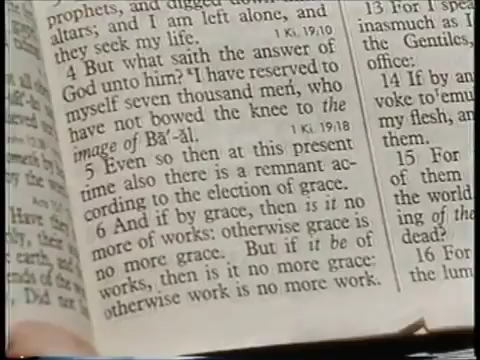 prophets, and digged down
altars; and I am left alone, and
they seek my life.
1 Ki. 19:10
4 But what saith the answer of
God unto him? I have reserved to
myself seven thousand men, who
have not bowed the knee to the
image of Bā´-ăl.
1 Ki. 19:18
5 Even so then at this present
time also there is a remnant ac-
cording to the election of grace.
6 And if by grace, then is it no
more of works: otherwise grace is
no more grace. But if it be of
works, then is it no more grace:
otherwise work is no more work.
13 For I spea
inasmuch as I
the Gentiles,
office:
14 If by an
voke to emu
my flesh, an
them.
15 For
of them
the world
ing of the
dead?
16 For
the lum